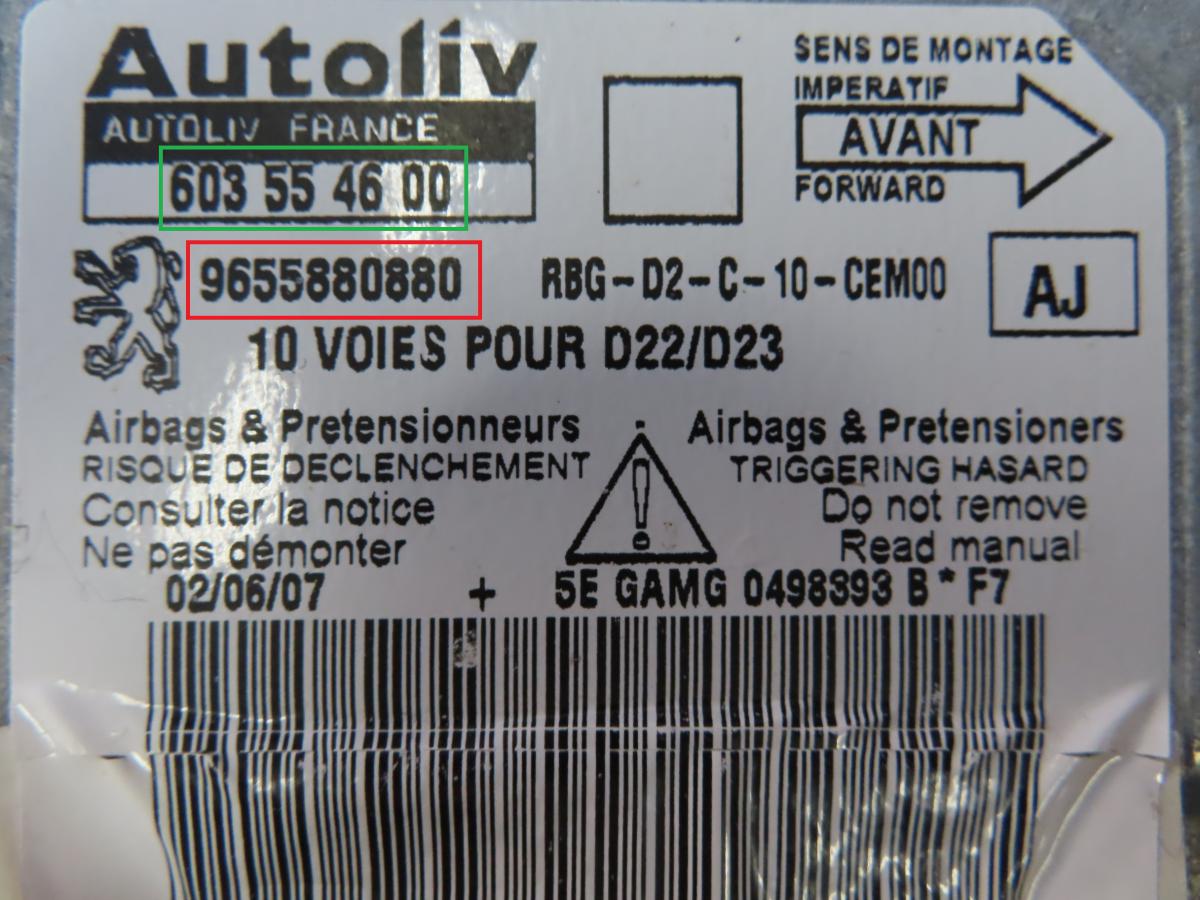 Autoliv
AUTOLIV FRANCE
603 55 46 00
SENS DE MONTAGE
IMPERATIF
AVANT
FORWARD
9655880880 RBG-D2-C-10-CEM00 AJ
10 VOIES POUR D22/D23
Airbags & Pretensionneurs
RISQUE DE DECLENCHEMENT
Consulter la notice
Ne pas démonter
Airbags & Pretensioners
TRIGGERING HASARD
Do not remove
Read manual
02/06/07 + 5E GAMG 0498393 B * F7